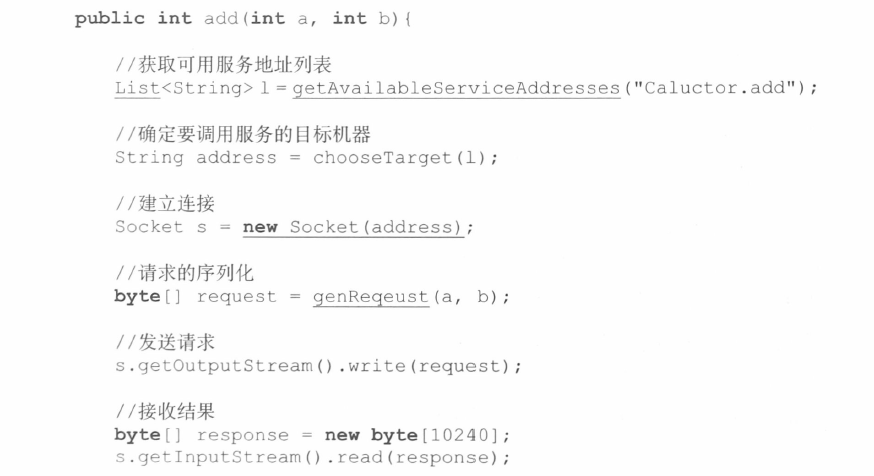 public int add(int a, int b){
//获取可用服务地址列表
List<String> l = getAvailableServiceAddresses("Caluctor.add");
//确定要调用服务的目标机器
String address = chooseTarget(l);
//建立连接
Socket s = new Socket(address);
//请求的序列化
byte[] request = genReqeust(a, b);
//发送请求
s.getOutputStream().write(request);
//接收结果
byte[] response = new byte[10240];
s.getInputStream().read(response);